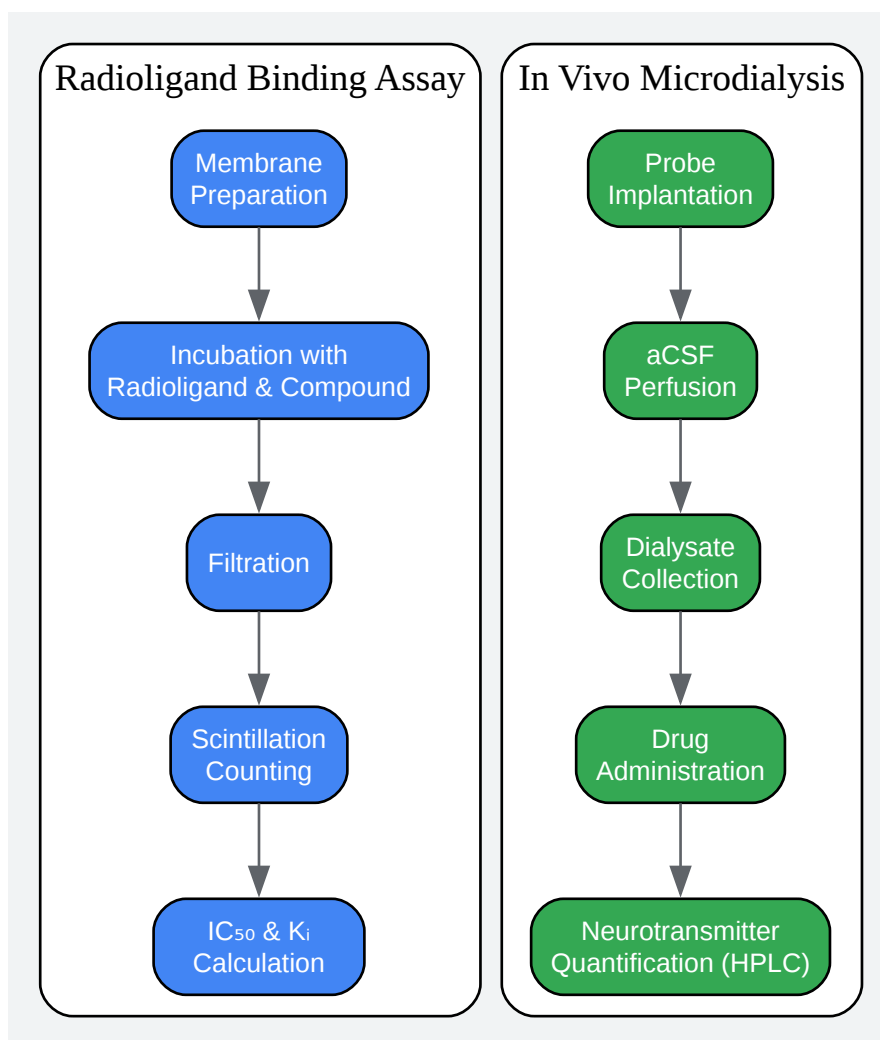 Radioligand Binding Assay
Membrane
Preparation
Incubation with
Radioligand & Compound
Filtration
Scintillation
Counting
IC₅₀ & Kᵢ
Calculation
In Vivo Microdialysis
Probe
Implantation
aCSF
Perfusion
Dialysate
Collection
Drug
Administration
Neurotransmitter
Quantification (HPLC)